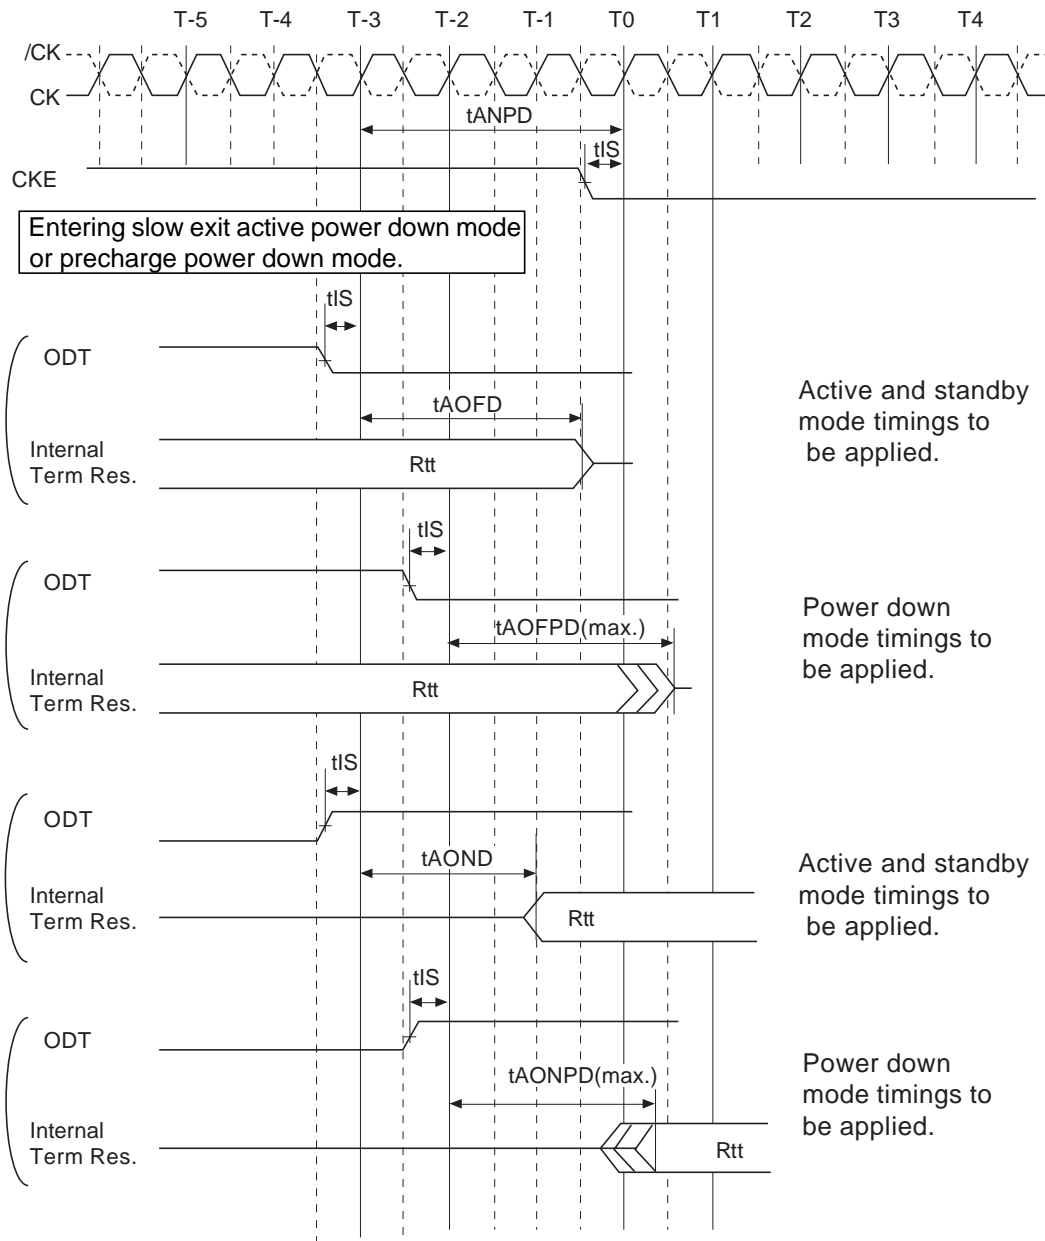 T-5 T-4 T-3 T-2 T-1 T0 T1 T2 T3 T4
/CK
CK
tANPD
tIS
CKE
Entering slow exit active power down mode
or precharge power down mode.
tIS
ODT
tAOFD
Internal
Term Res.
Rtt
Active and standby
mode timings to
be applied.
tIS
ODT
tAOFPD(max.)
Internal
Term Res.
Rtt
Power down
mode timings to
be applied.
tIS
ODT
tAOND
Internal
Term Res.
Rtt
Active and standby
mode timings to
be applied.
tIS
ODT
tAONPD(max.)
Internal
Term Res.
Rtt
Power down
mode timings to
be applied.